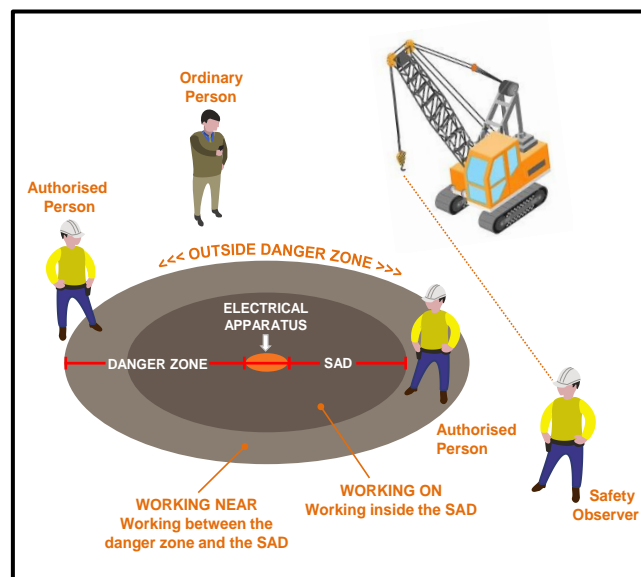 Ordinary
Person
Authorised
Person
<<< OUTSIDE DANGER ZONE >>>
ELECTRICAL
APPARATUS
DANGER ZONE
SAD
Authorised
Person
WORKING NEAR
Working between the
danger zone and the SAD
WORKING ON
Working inside the SAD
Safety
Observer